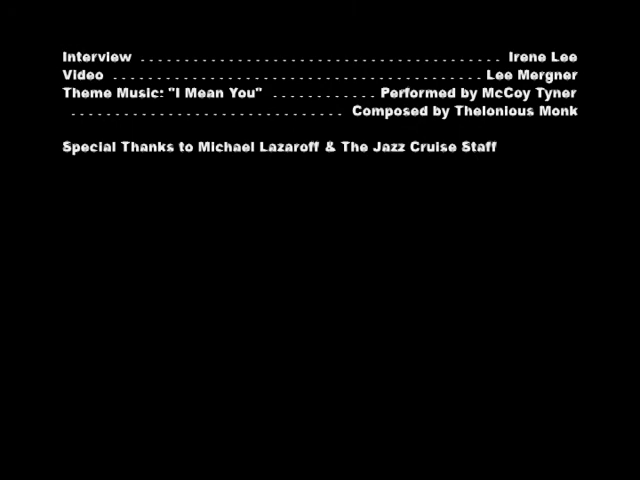 Interview . . . . . . . . . . . . . . . . . . . . . . . . . . . . . . . . . . . . . . . . . Irene Lee
Video . . . . . . . . . . . . . . . . . . . . . . . . . . . . . . . . . . . . . . . . . . Lee Mergner
Theme Music: "I Mean You" . . . . . . . . . . . . Performed by McCoy Tyner
. . . . . . . . . . . . . . . . . . . . . . . . . . . . . . . Composed by Thelonious Monk
Special Thanks to Michael Lazaroff & The Jazz Cruise Staff